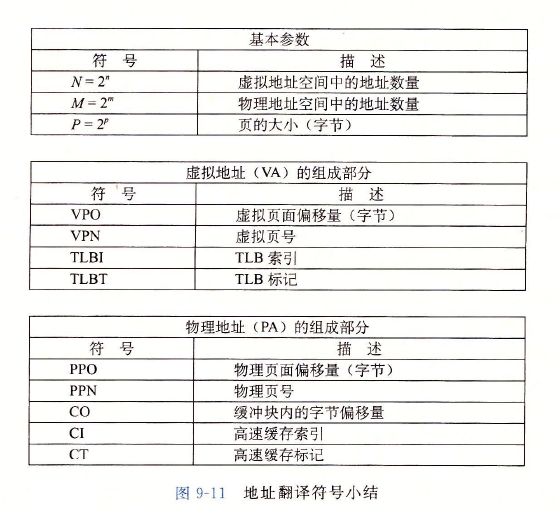 基本参数
符 号 描 述
N = 2ⁿ 虚拟地址空间中的地址数量
M = 2ᵐ 物理地址空间中的地址数量
P = 2ᵖ 页的大小（字节）
虚拟地址（VA）的组成部分
符 号 描 述
VPO 虚拟页面偏移量（字节）
VPN 虚拟页号
TLBI TLB 索引
TLBT TLB 标记
物理地址（PA）的组成部分
符 号 描 述
PPO 物理页面偏移量（字节）
PPN 物理页号
CO 缓冲块内的字节偏移量
CI 高速缓存索引
CT 高速缓存标记
图 9-11 地址翻译符号小结